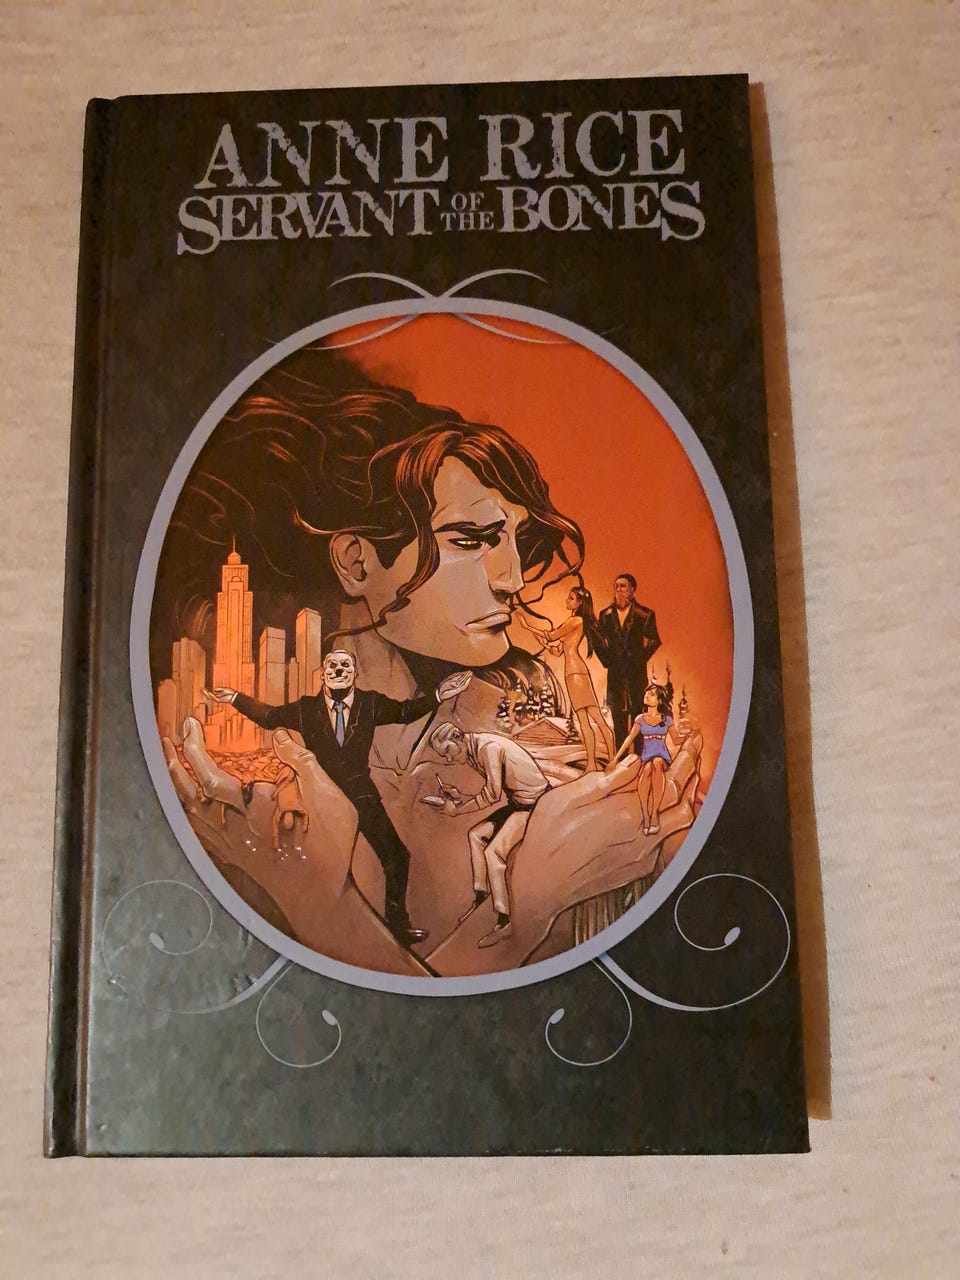 ANNE RICE
SERVANT OF THE BONES